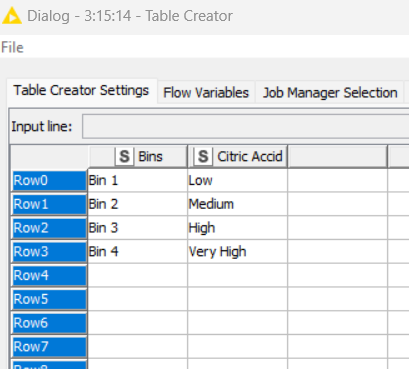 Dialog - 3:15:14 - Table Creator
File
Table Creator Settings Flow Variables Job Manager Selection
Input line:
S Bins S Citric Accid
Row0 Bin 1 Low
Row1 Bin 2 Medium
Row2 Bin 3 High
Row3 Bin 4 Very High
Row4
Row5
Row6
Row7